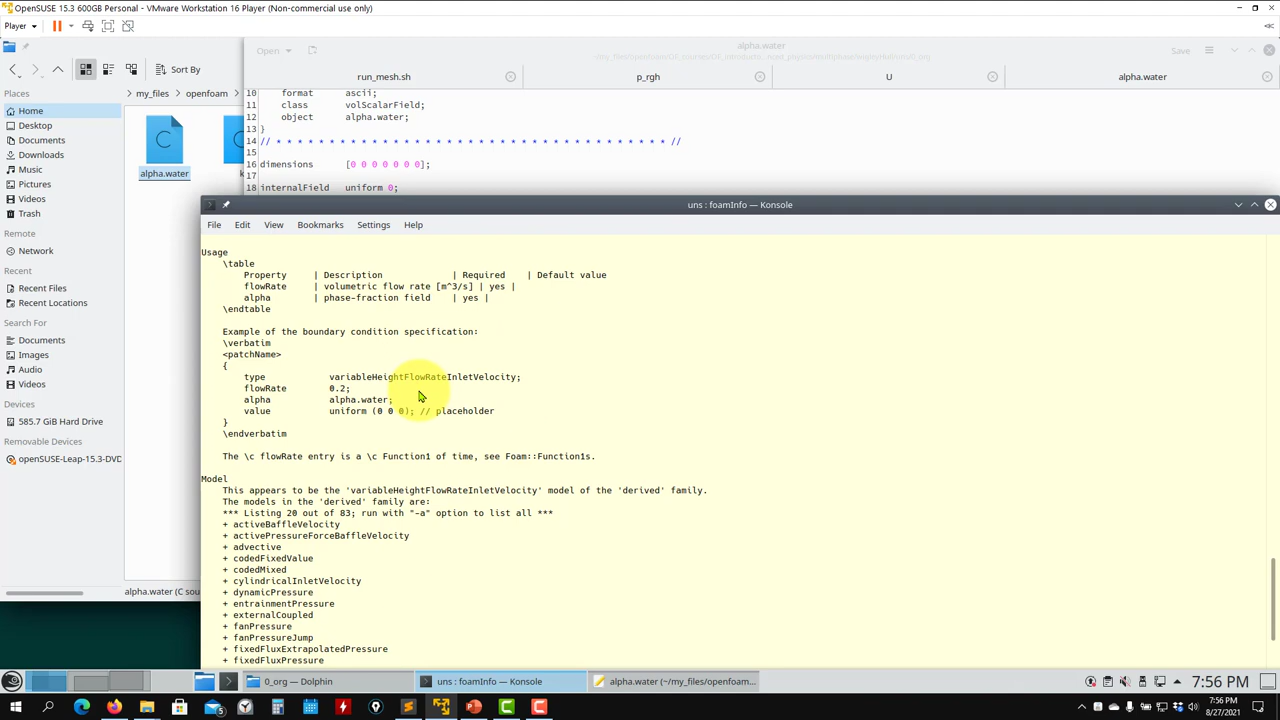 OpenSUSE 15.3 600GB Personal - VMware Workstation 16 Player (Non-commercial use only)
Player
alpha.water
Open
Save
run_mesh.sh
p_rgh
U
alpha.water
Sort By
my_files
openfoam
Places
Home
Desktop
Documents
Downloads
Music
Pictures
Videos
Trash
Remote
Network
Recent
Recent Files
Recent Locations
Search For
Documents
Images
Audio
Videos
Devices
585.7 GiB Hard Drive
Removable Devices
openSUSE-Leap-15.3-DVD
alpha.water
k
alpha.water (C sou
10 format ascii;
11 class volScalarField;
12 object alpha.water;
13 }
14 // * * * * * * * * * * * * * * * * * * * * * * * * * * * * * * * * * * * * * //
15
16 dimensions [0 0 0 0 0 0 0];
17
18 internalField uniform 0;
uns : foamInfo — Konsole
File Edit View Bookmarks Settings Help
Usage
\table
Property | Description | Required | Default value
flowRate | volumetric flow rate [m^3/s] | yes |
alpha | phase-fraction field | yes |
\endtable
Example of the boundary condition specification:
\verbatim
<patchName>
{
type variableHeightFlowRateInletVelocity;
flowRate 0.2;
alpha alpha.water;
value uniform (0 0 0); // placeholder
}
\endverbatim
The \c flowRate entry is a \c Function1 of time, see Foam::Function1s.
Model
This appears to be the 'variableHeightFlowRateInletVelocity' model of the 'derived' family.
The models in the 'derived' family are:
*** Listing 20 out of 83; run with "-a" option to list all ***
+ activeBaffleVelocity
+ activePressureForceBaffleVelocity
+ advective
+ codedFixedValue
+ codedMixed
+ cylindricalInletVelocity
+ dynamicPressure
+ entrainmentPressure
+ externalCoupled
+ fanPressure
+ fanPressureJump
+ fixedFluxExtrapolatedPressure
+ fixedFluxPressure
0_org — Dolphin
uns : foamInfo — Konsole
alpha.water (~/my_files/openfoam...
7:56 PM
7:56 PM
8/27/2021